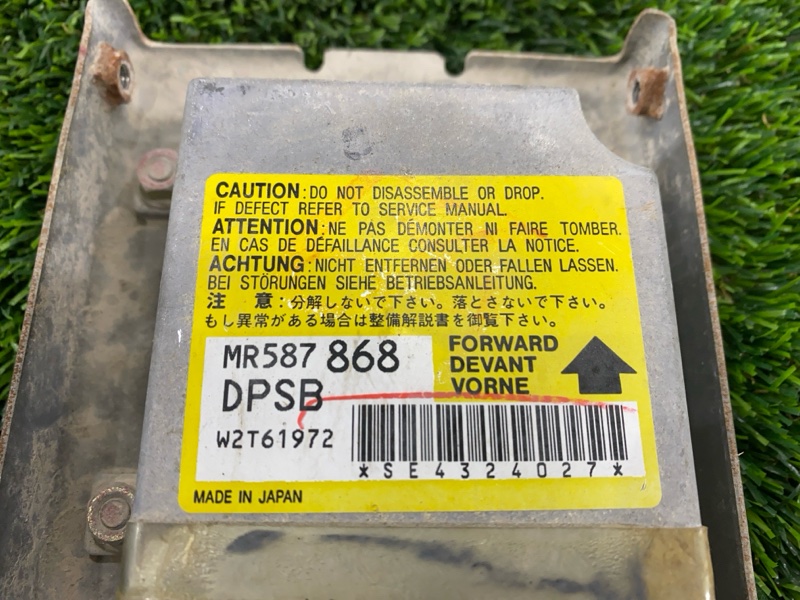 CAUTION:DO NOT DISASSEMBLE OR DROP.
IF DEFECT REFER TO SERVICE MANUAL.
ATTENTION:NE PAS DÉMONTER NI FAIRE TOMBER.
EN CAS DE DÉFAILLANCE CONSULTER LA NOTICE.
ACHTUNG:NICHT ENTFERNEN ODER FALLEN LASSEN.
BEI STÖRUNGEN SIEHE BETRIEBSANLEITUNG.
注 意:分解しないで下さい。落とさないで下さい。
もし異常がある場合は整備解説書を御覧下さい。
MR587 868
DPSB
W2T61972
FORWARD
DEVANT
VORNE
*SE4324027*
MADE IN JAPAN